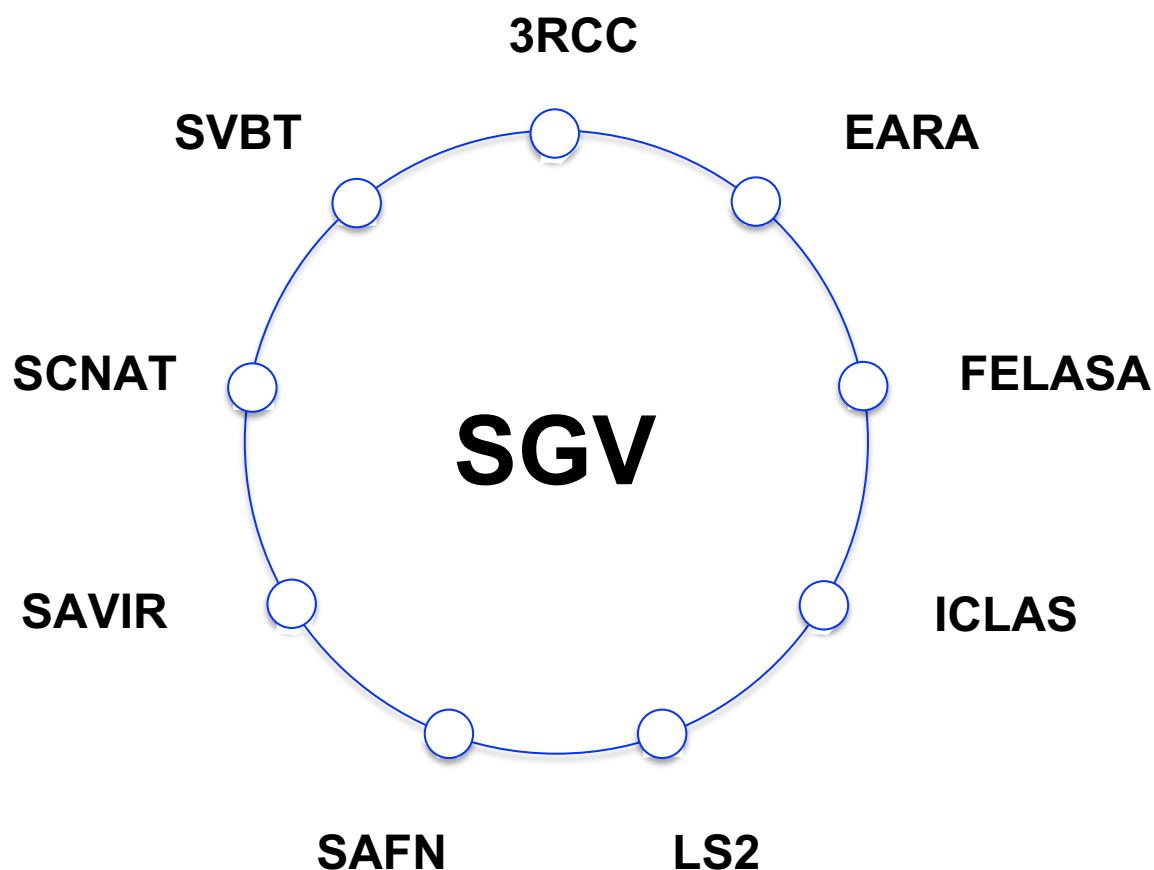 3RCC
SVBT
EARA
SCNAT
FELASA
SGV
SAVIR
ICLAS
SAFN
LS2